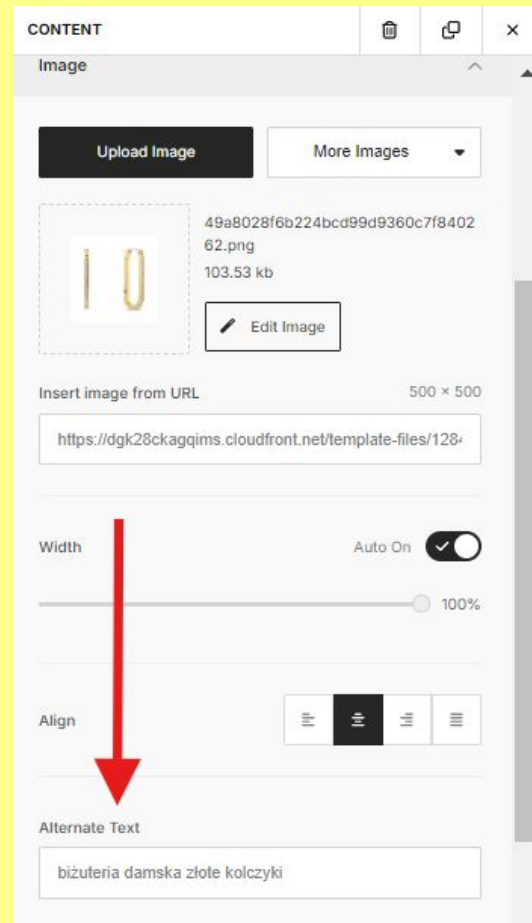 CONTENT
Image
Upload Image
More Images
49a8028f6b224bcd99d9360c7f8402
62.png
103.53 kb
Edit Image
Insert image from URL
500 × 500
https://dgk28ckagqims.cloudfront.net/template-files/128
Width
Auto On
100%
Align
Alternate Text
biżuteria damska złote kolczyki